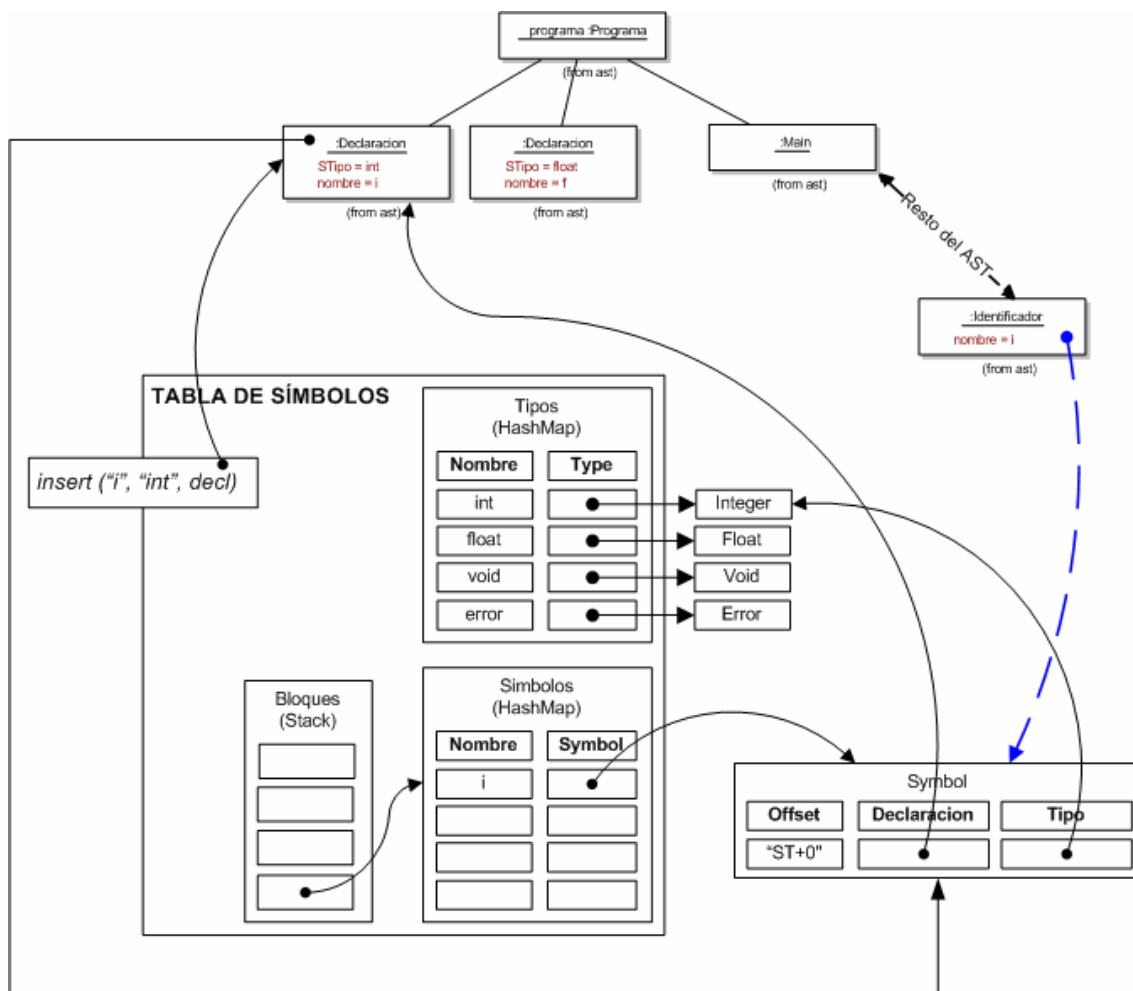 programa :Programa
(from ast)
:Declaracion
STipo = int
nombre = i
(from ast)
:Declaracion
STipo = float
nombre = f
(from ast)
:Main
(from ast)
Resto del AST
:Identificador
nombre = i
(from ast)
TABLA DE SÍMBOLOS
insert (“i”, “int”, decl)
Tipos
(HashMap)
Nombre Type
int Integer
float Float
void Void
error Error
Bloques
(Stack)
Simbolos
(HashMap)
Nombre Symbol
i
Symbol
Offset Declaracion Tipo
“ST+0"